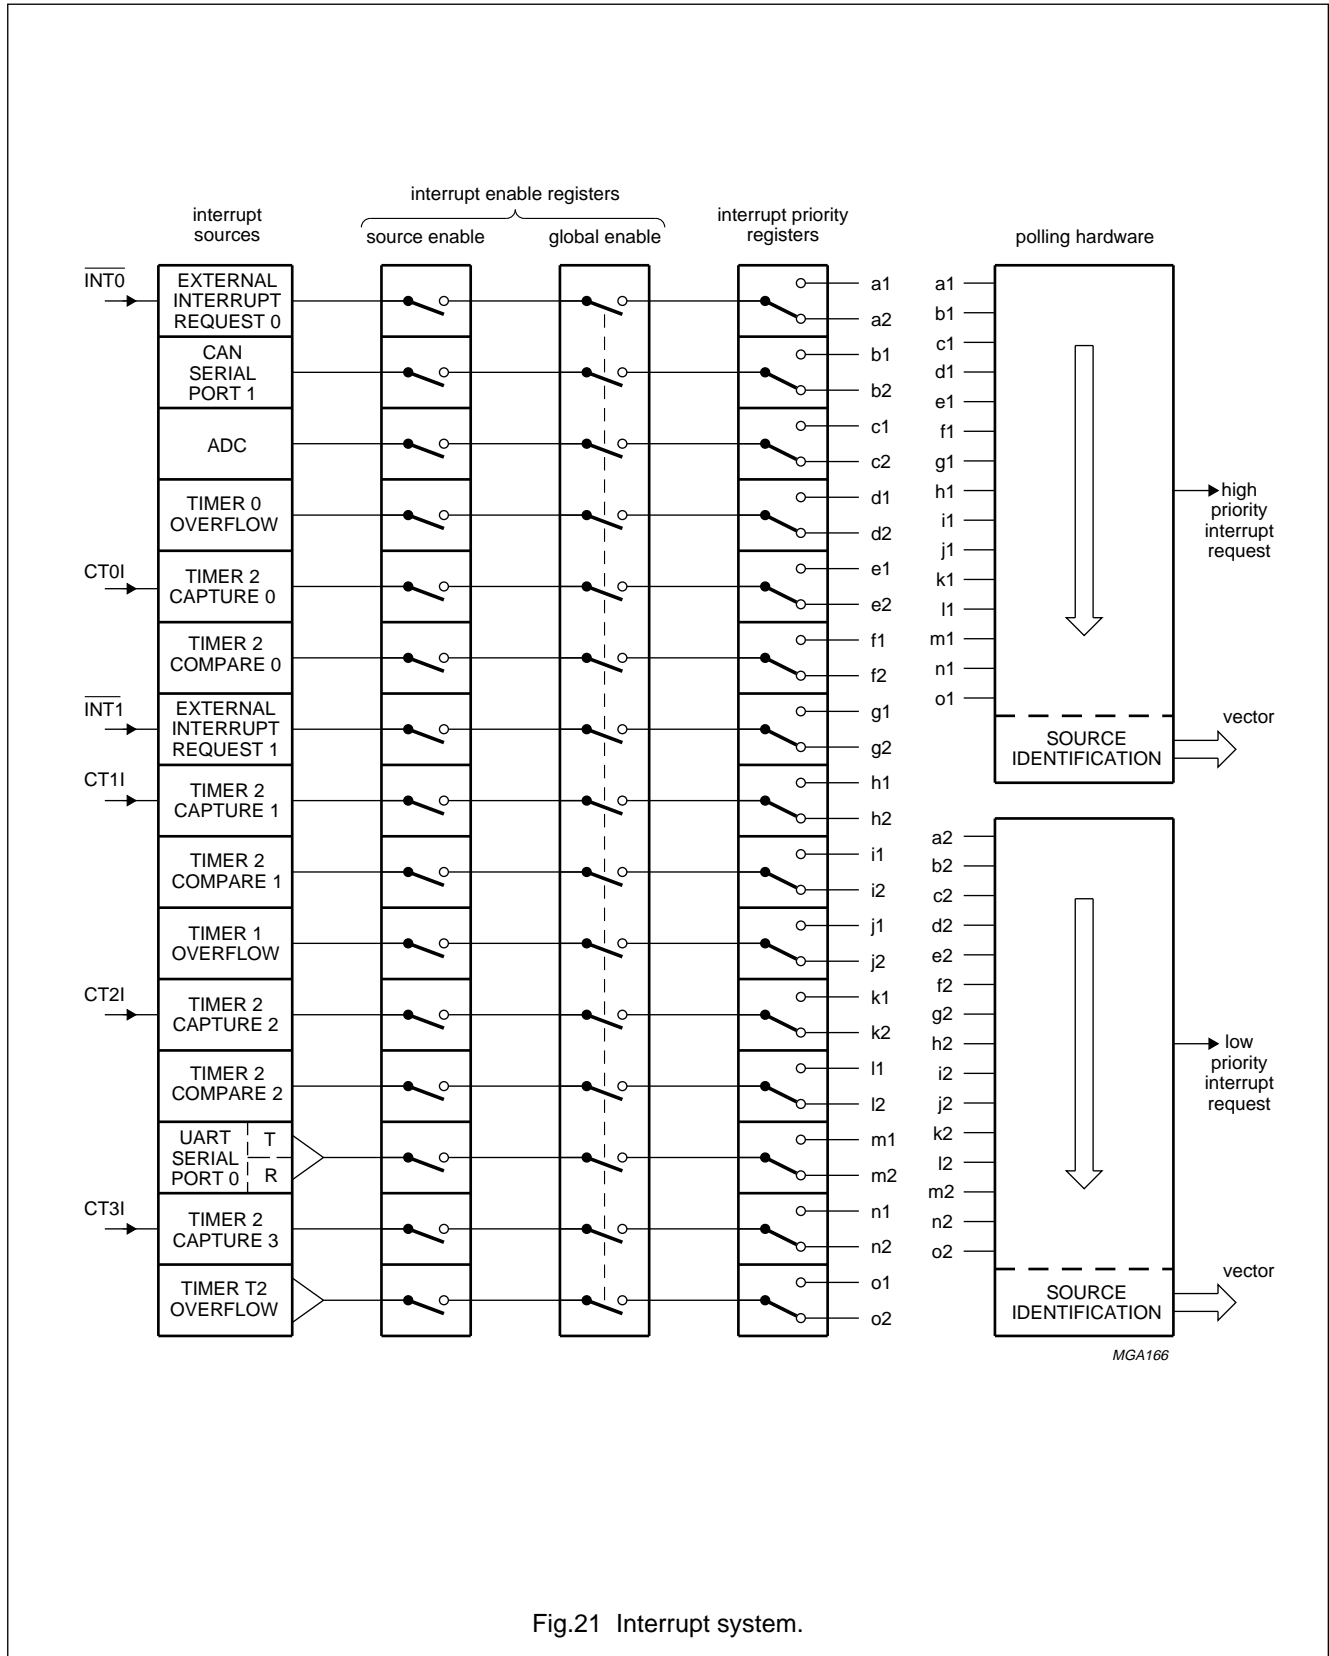 interrupt enable registers
interrupt
sources
source enable
global enable
interrupt priority
registers
polling hardware
INT0
EXTERNAL
INTERRUPT
REQUEST 0
CAN
SERIAL
PORT 1
ADC
TIMER 0
OVERFLOW
CT0I
TIMER 2
CAPTURE 0
TIMER 2
COMPARE 0
INT1
EXTERNAL
INTERRUPT
REQUEST 1
CT1I
TIMER 2
CAPTURE 1
TIMER 2
COMPARE 1
TIMER 1
OVERFLOW
CT2I
TIMER 2
CAPTURE 2
TIMER 2
COMPARE 2
UART
SERIAL
PORT 0
T
R
CT3I
TIMER 2
CAPTURE 3
TIMER T2
OVERFLOW
a1
a2
b1
b2
c1
c2
d1
d2
e1
e2
f1
f2
g1
g2
h1
h2
i1
i2
j1
j2
k1
k2
l1
l2
m1
m2
n1
n2
o1
o2
a1
b1
c1
d1
e1
f1
g1
h1
i1
j1
k1
l1
m1
n1
o1
high
priority
interrupt
request
SOURCE
IDENTIFICATION
vector
a2
b2
c2
d2
e2
f2
g2
h2
i2
j2
k2
l2
m2
n2
o2
low
priority
interrupt
request
SOURCE
IDENTIFICATION
vector
MGA166
Fig.21 Interrupt system.